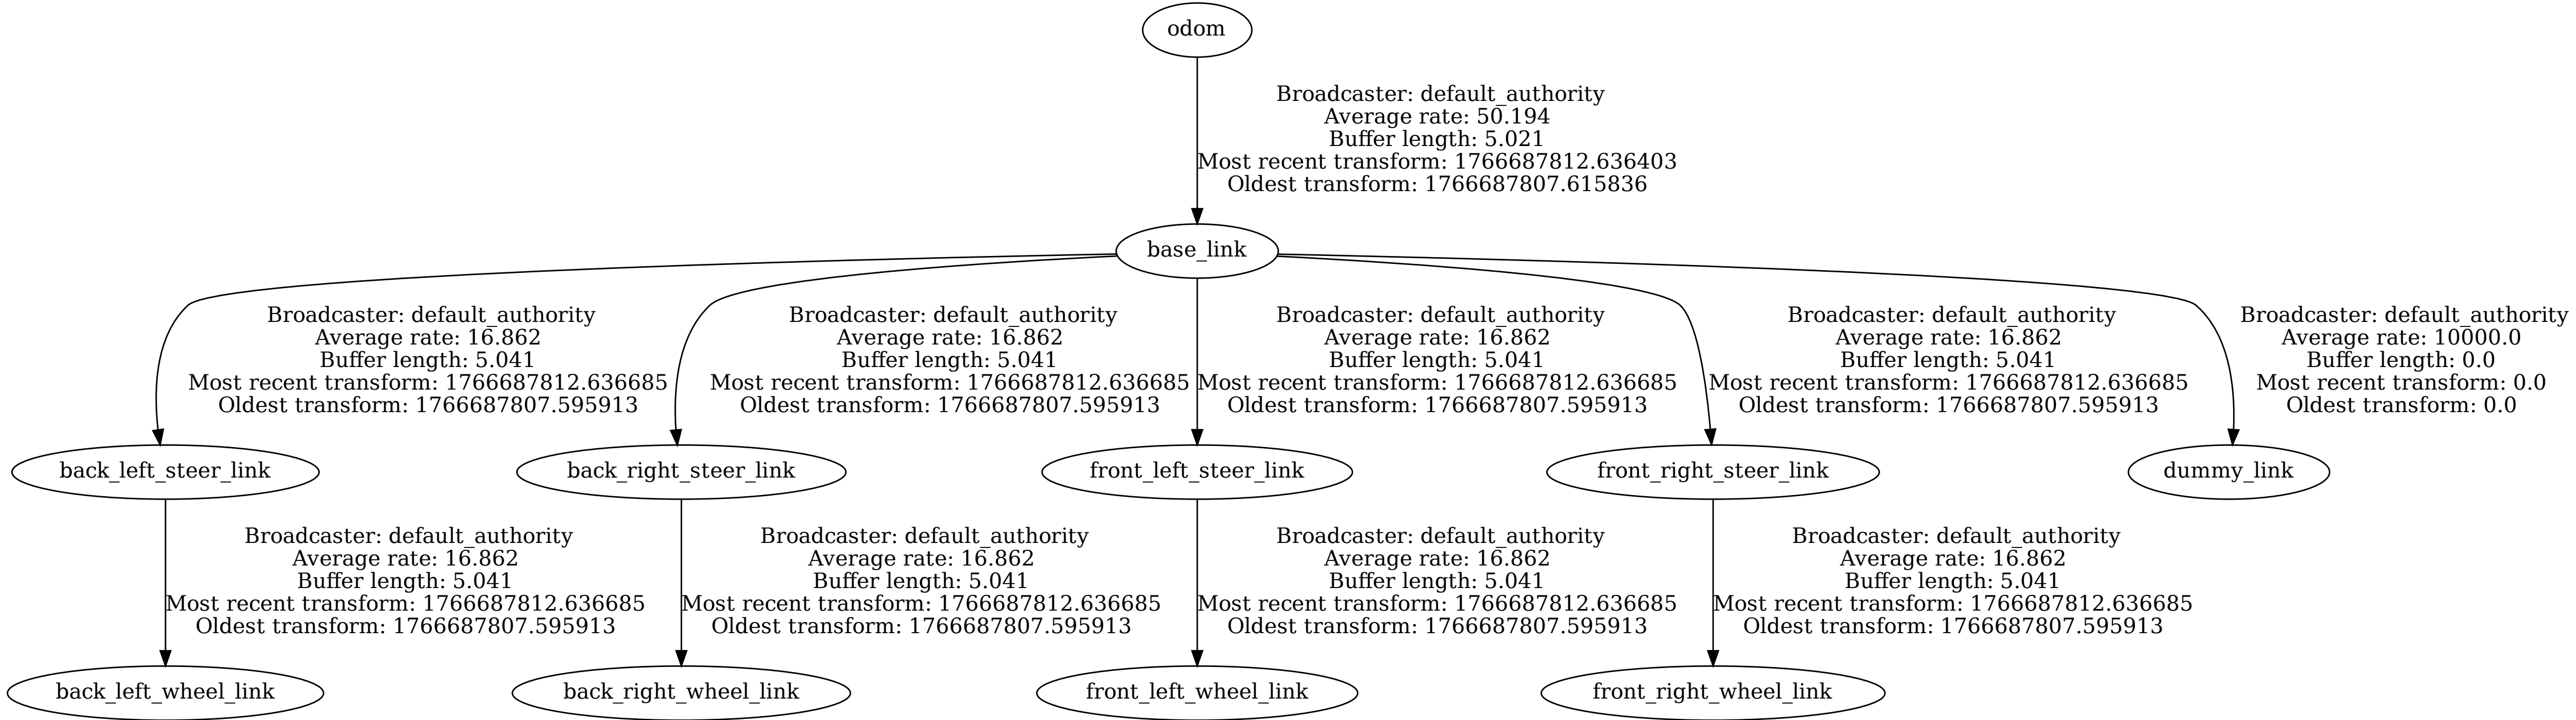 odom
Broadcaster: default_authority
Average rate: 50.194
Buffer length: 5.021
Most recent transform: 1766687812.636403
Oldest transform: 1766687807.615836
base_link
Broadcaster: default_authority
Average rate: 16.862
Buffer length: 5.041
Most recent transform: 1766687812.636685
Oldest transform: 1766687807.595913
Broadcaster: default_authority
Average rate: 16.862
Buffer length: 5.041
Most recent transform: 1766687812.636685
Oldest transform: 1766687807.595913
Broadcaster: default_authority
Average rate: 16.862
Buffer length: 5.041
Most recent transform: 1766687812.636685
Oldest transform: 1766687807.595913
Broadcaster: default_authority
Average rate: 16.862
Buffer length: 5.041
Most recent transform: 1766687812.636685
Oldest transform: 1766687807.595913
Broadcaster: default_authority
Average rate: 10000.0
Buffer length: 0.0
Most recent transform: 0.0
Oldest transform: 0.0
back_left_steer_link
back_right_steer_link
front_left_steer_link
front_right_steer_link
dummy_link
Broadcaster: default_authority
Average rate: 16.862
Buffer length: 5.041
Most recent transform: 1766687812.636685
Oldest transform: 1766687807.595913
Broadcaster: default_authority
Average rate: 16.862
Buffer length: 5.041
Most recent transform: 1766687812.636685
Oldest transform: 1766687807.595913
Broadcaster: default_authority
Average rate: 16.862
Buffer length: 5.041
Most recent transform: 1766687812.636685
Oldest transform: 1766687807.595913
Broadcaster: default_authority
Average rate: 16.862
Buffer length: 5.041
Most recent transform: 1766687812.636685
Oldest transform: 1766687807.595913
back_left_wheel_link
back_right_wheel_link
front_left_wheel_link
front_right_wheel_link